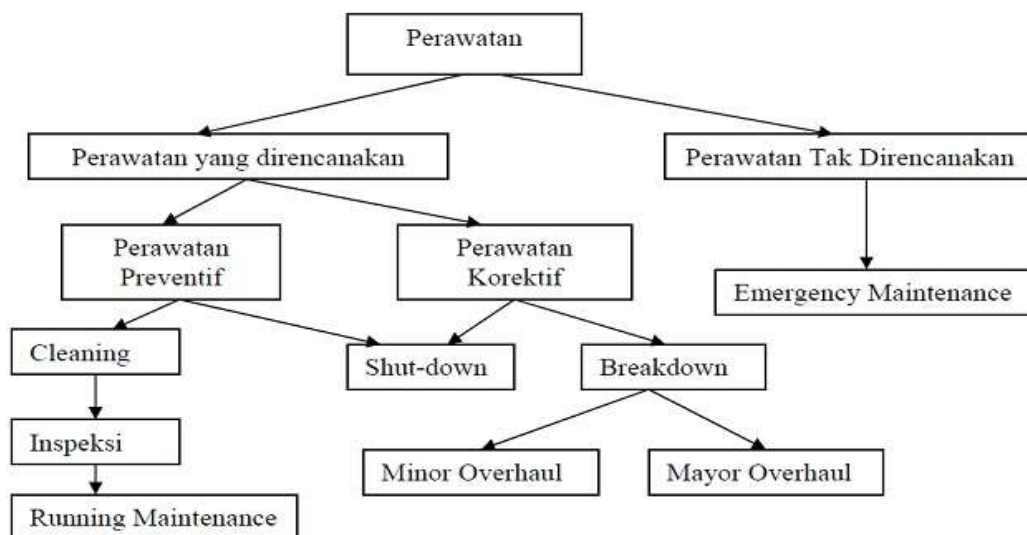 Perawatan
Perawatan yang direncanakan
Perawatan Tak Direncanakan
Perawatan
Preventif
Perawatan
Korektif
Emergency Maintenance
Cleaning
Shut-down
Breakdown
Inspeksi
Minor Overhaul
Mayor Overhaul
Running Maintenance